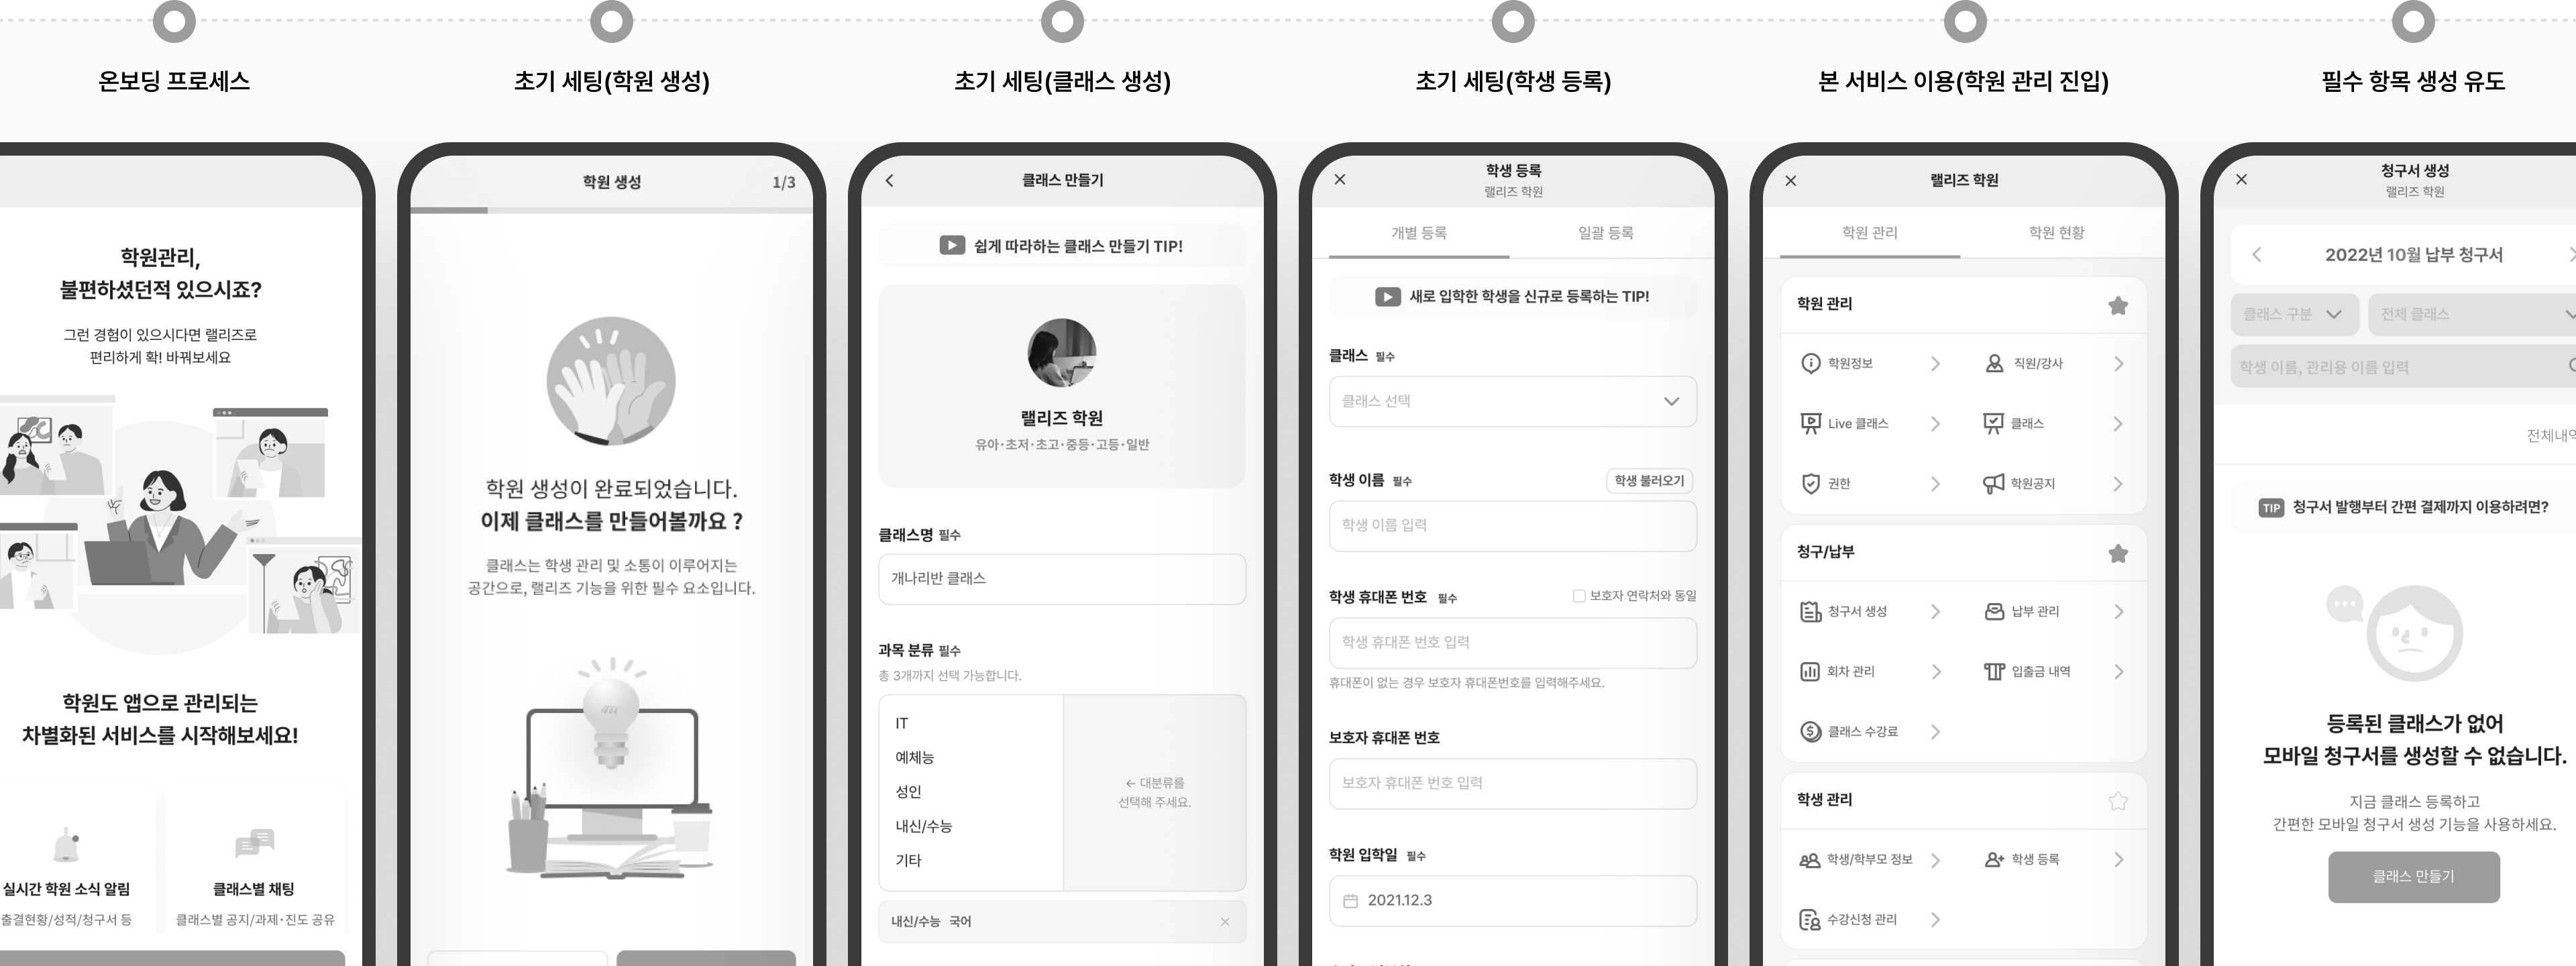 온보딩 프로세스
초기 세팅(학원 생성)
초기 세팅(클래스 생성)
초기 세팅(학생 등록)
본 서비스 이용(학원 관리 진입)
필수 항목 생성 유도
학원관리,
불편하셨던적 있으시죠?
그런 경험이 있으시다면 랠리즈로
편리하게 확! 바꿔보세요
학원도 앱으로 관리되는
차별화된 서비스를 시작해보세요!
실시간 학원 소식 알림
출결현황/성적/청구서 등
클래스별 채팅
클래스별 공지/과제·진도 공유
학원 생성
1/3
학원 생성이 완료되었습니다.
이제 클래스를 만들어볼까요 ?
클래스는 학생 관리 및 소통이 이루어지는
공간으로, 랠리즈 기능을 위한 필수 요소입니다.
클래스 만들기
쉽게 따라하는 클래스 만들기 TIP!
랠리즈 학원
유아·초저·초고·중등·고등·일반
클래스명 필수
개나리반 클래스
과목 분류 필수
총 3개까지 선택 가능합니다.
IT
예체능
성인
내신/수능
기타
← 대분류를
선택해 주세요.
내신/수능 국어
학생 등록
랠리즈 학원
개별 등록
일괄 등록
새로 입학한 학생을 신규로 등록하는 TIP!
클래스 필수
클래스 선택
학생 이름 필수
학생 불러오기
학생 이름 입력
학생 휴대폰 번호 필수
보호자 연락처와 동일
학생 휴대폰 번호 입력
휴대폰이 없는 경우 보호자 휴대폰번호를 입력해주세요.
보호자 휴대폰 번호
보호자 휴대폰 번호 입력
학원 입학일 필수
2021.12.3
랠리즈 학원
학원 관리
학원 현황
학원 관리
학원정보
직원/강사
Live 클래스
클래스
권한
학원공지
청구/납부
청구서 생성
납부 관리
회차 관리
입출금 내역
클래스 수강료
학생 관리
학생/학부모 정보
학생 등록
수강신청 관리
청구서 생성
랠리즈 학원
2022년 10월 납부 청구서
클래스 구분
전체 클래스
학생 이름, 관리용 이름 입력
전체내역
TIP 청구서 발행부터 간편 결제까지 이용하려면?
등록된 클래스가 없어
모바일 청구서를 생성할 수 없습니다.
지금 클래스 등록하고
간편한 모바일 청구서 생성 기능을 사용하세요.
클래스 만들기